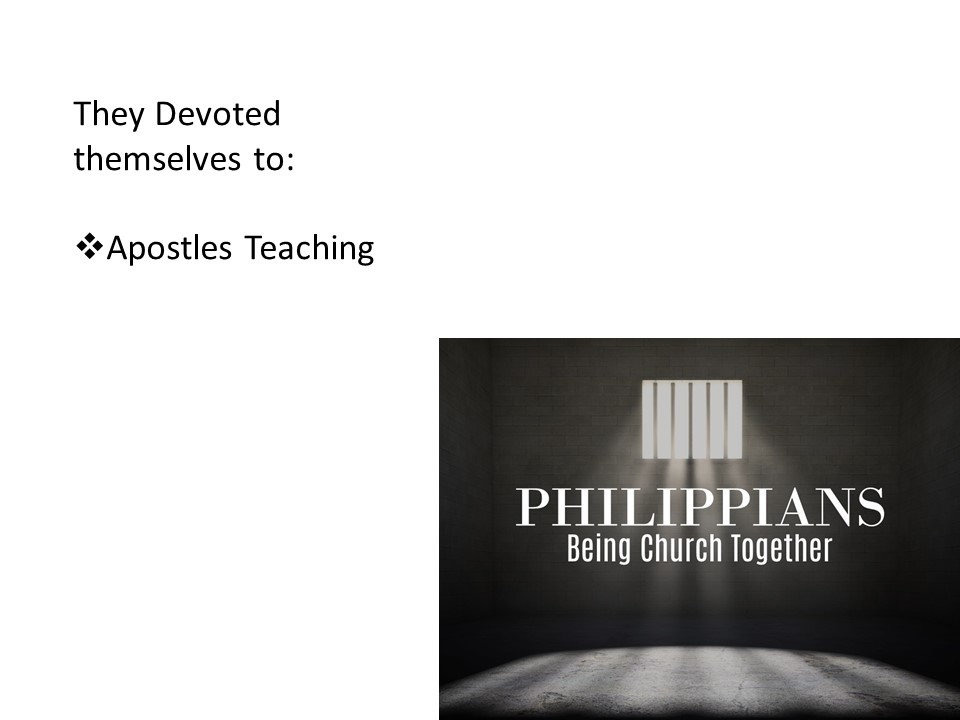 They Devoted
themselves to:
❖Apostles Teaching
PHILIPPIANS
Being Church Together